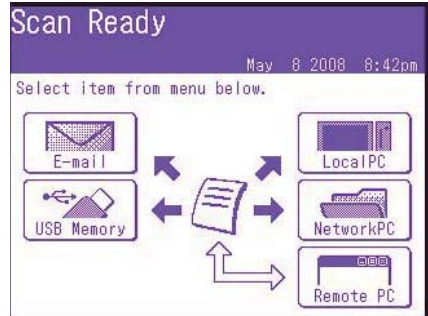 Scan Ready
May 8 2008 8:42pm
Select item from menu below.
E-mail
LocalPC
USB Memory
NetworkPC
Remote PC